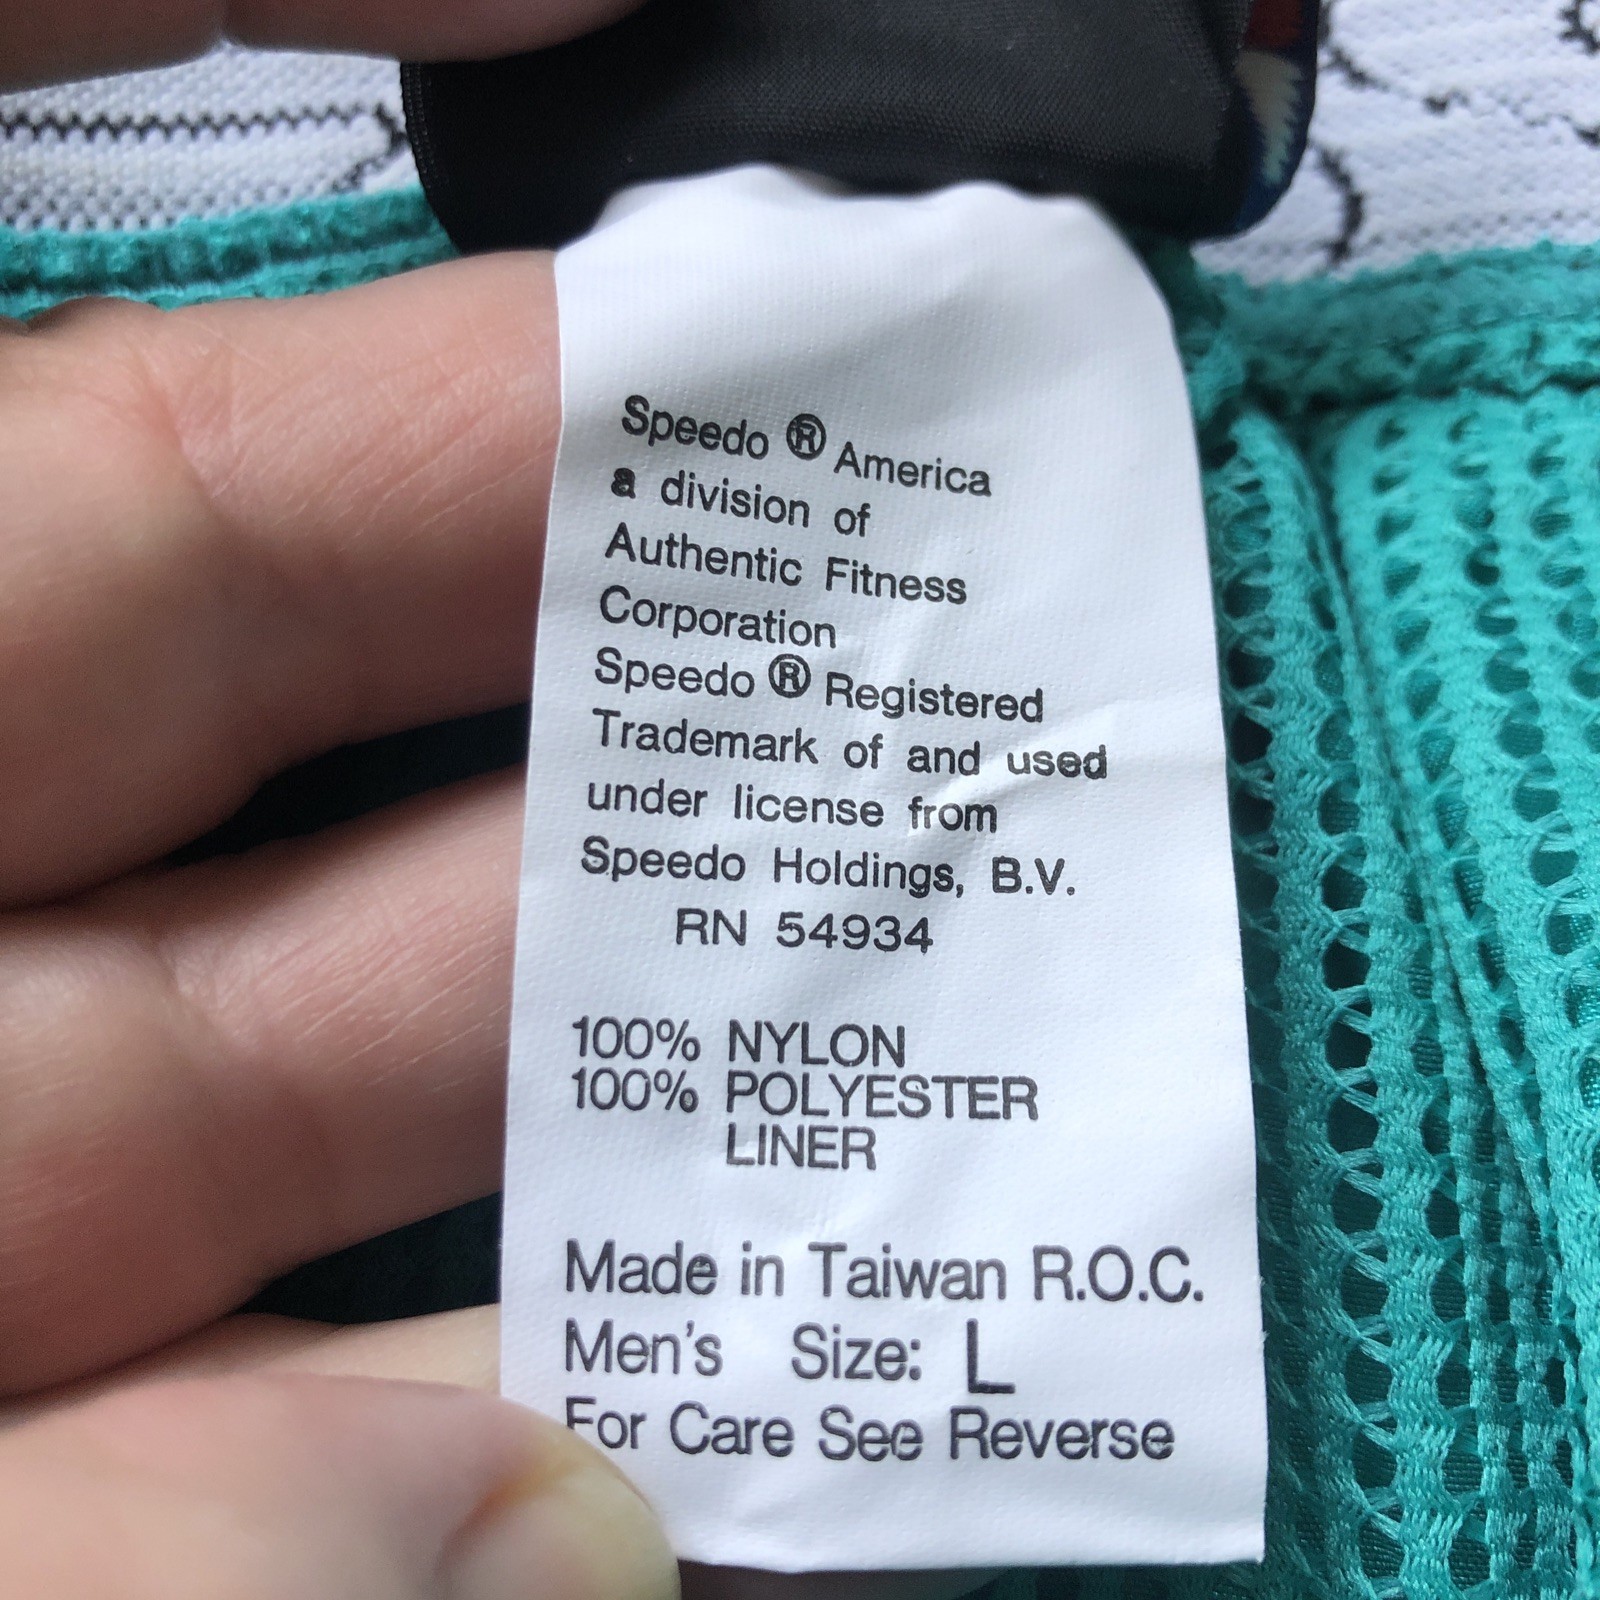 Speedo ® America
a division of
Authentic Fitness
Corporation
Speedo ® Registered
Trademark of and used
under license from
Speedo Holdings, B.V.
RN 54934
100% NYLON
100% POLYESTER
LINER
Made in Taiwan R.O.C.
Men's Size: L
For Care See Reverse